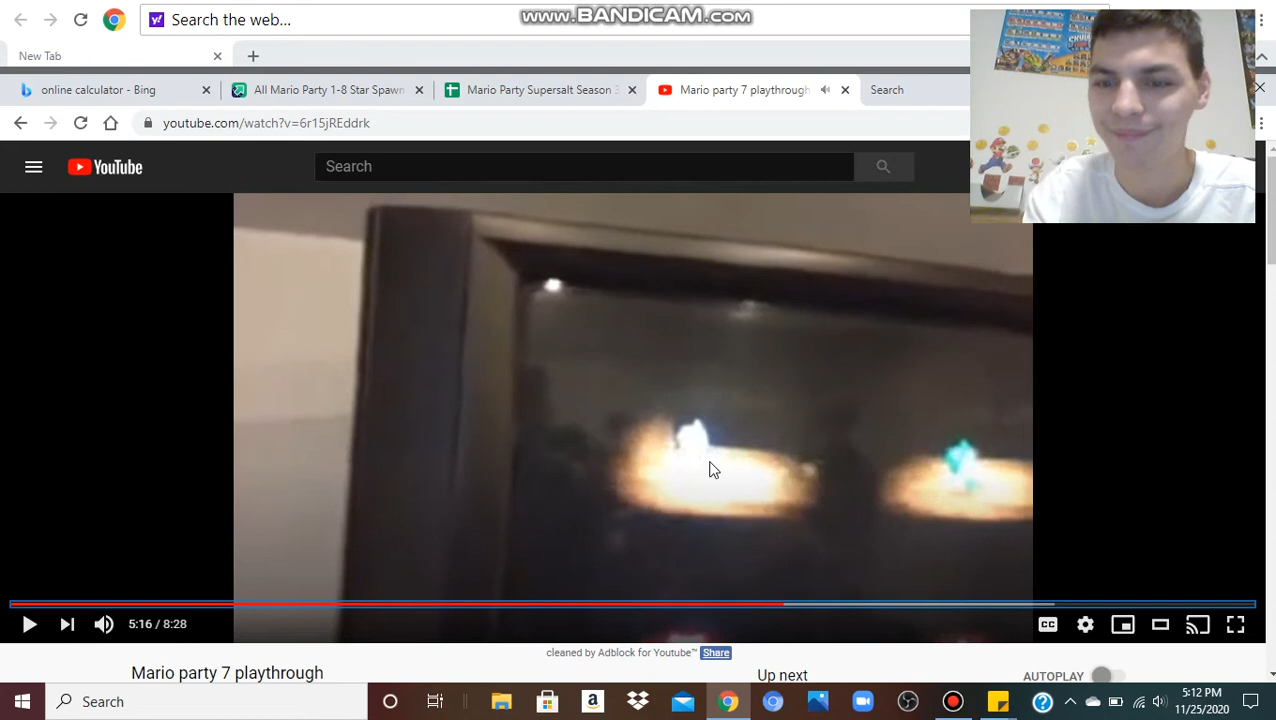 Search the web...
www.BANDICAM.com
New Tab
online calculator - Bing
All Mario Party 1-8 Star Spawn
Mario Party Supersalt Season 3
Mario party 7 playthrough
Search
youtube.com/watch?v=6r15jREddrk
YouTube
Search
5:16 / 8:28
CC
cleaned by Adblock for Youtube™ Share
Mario party 7 playthrough
Up next
AUTOPLAY
Search
5:12 PM
11/25/2020